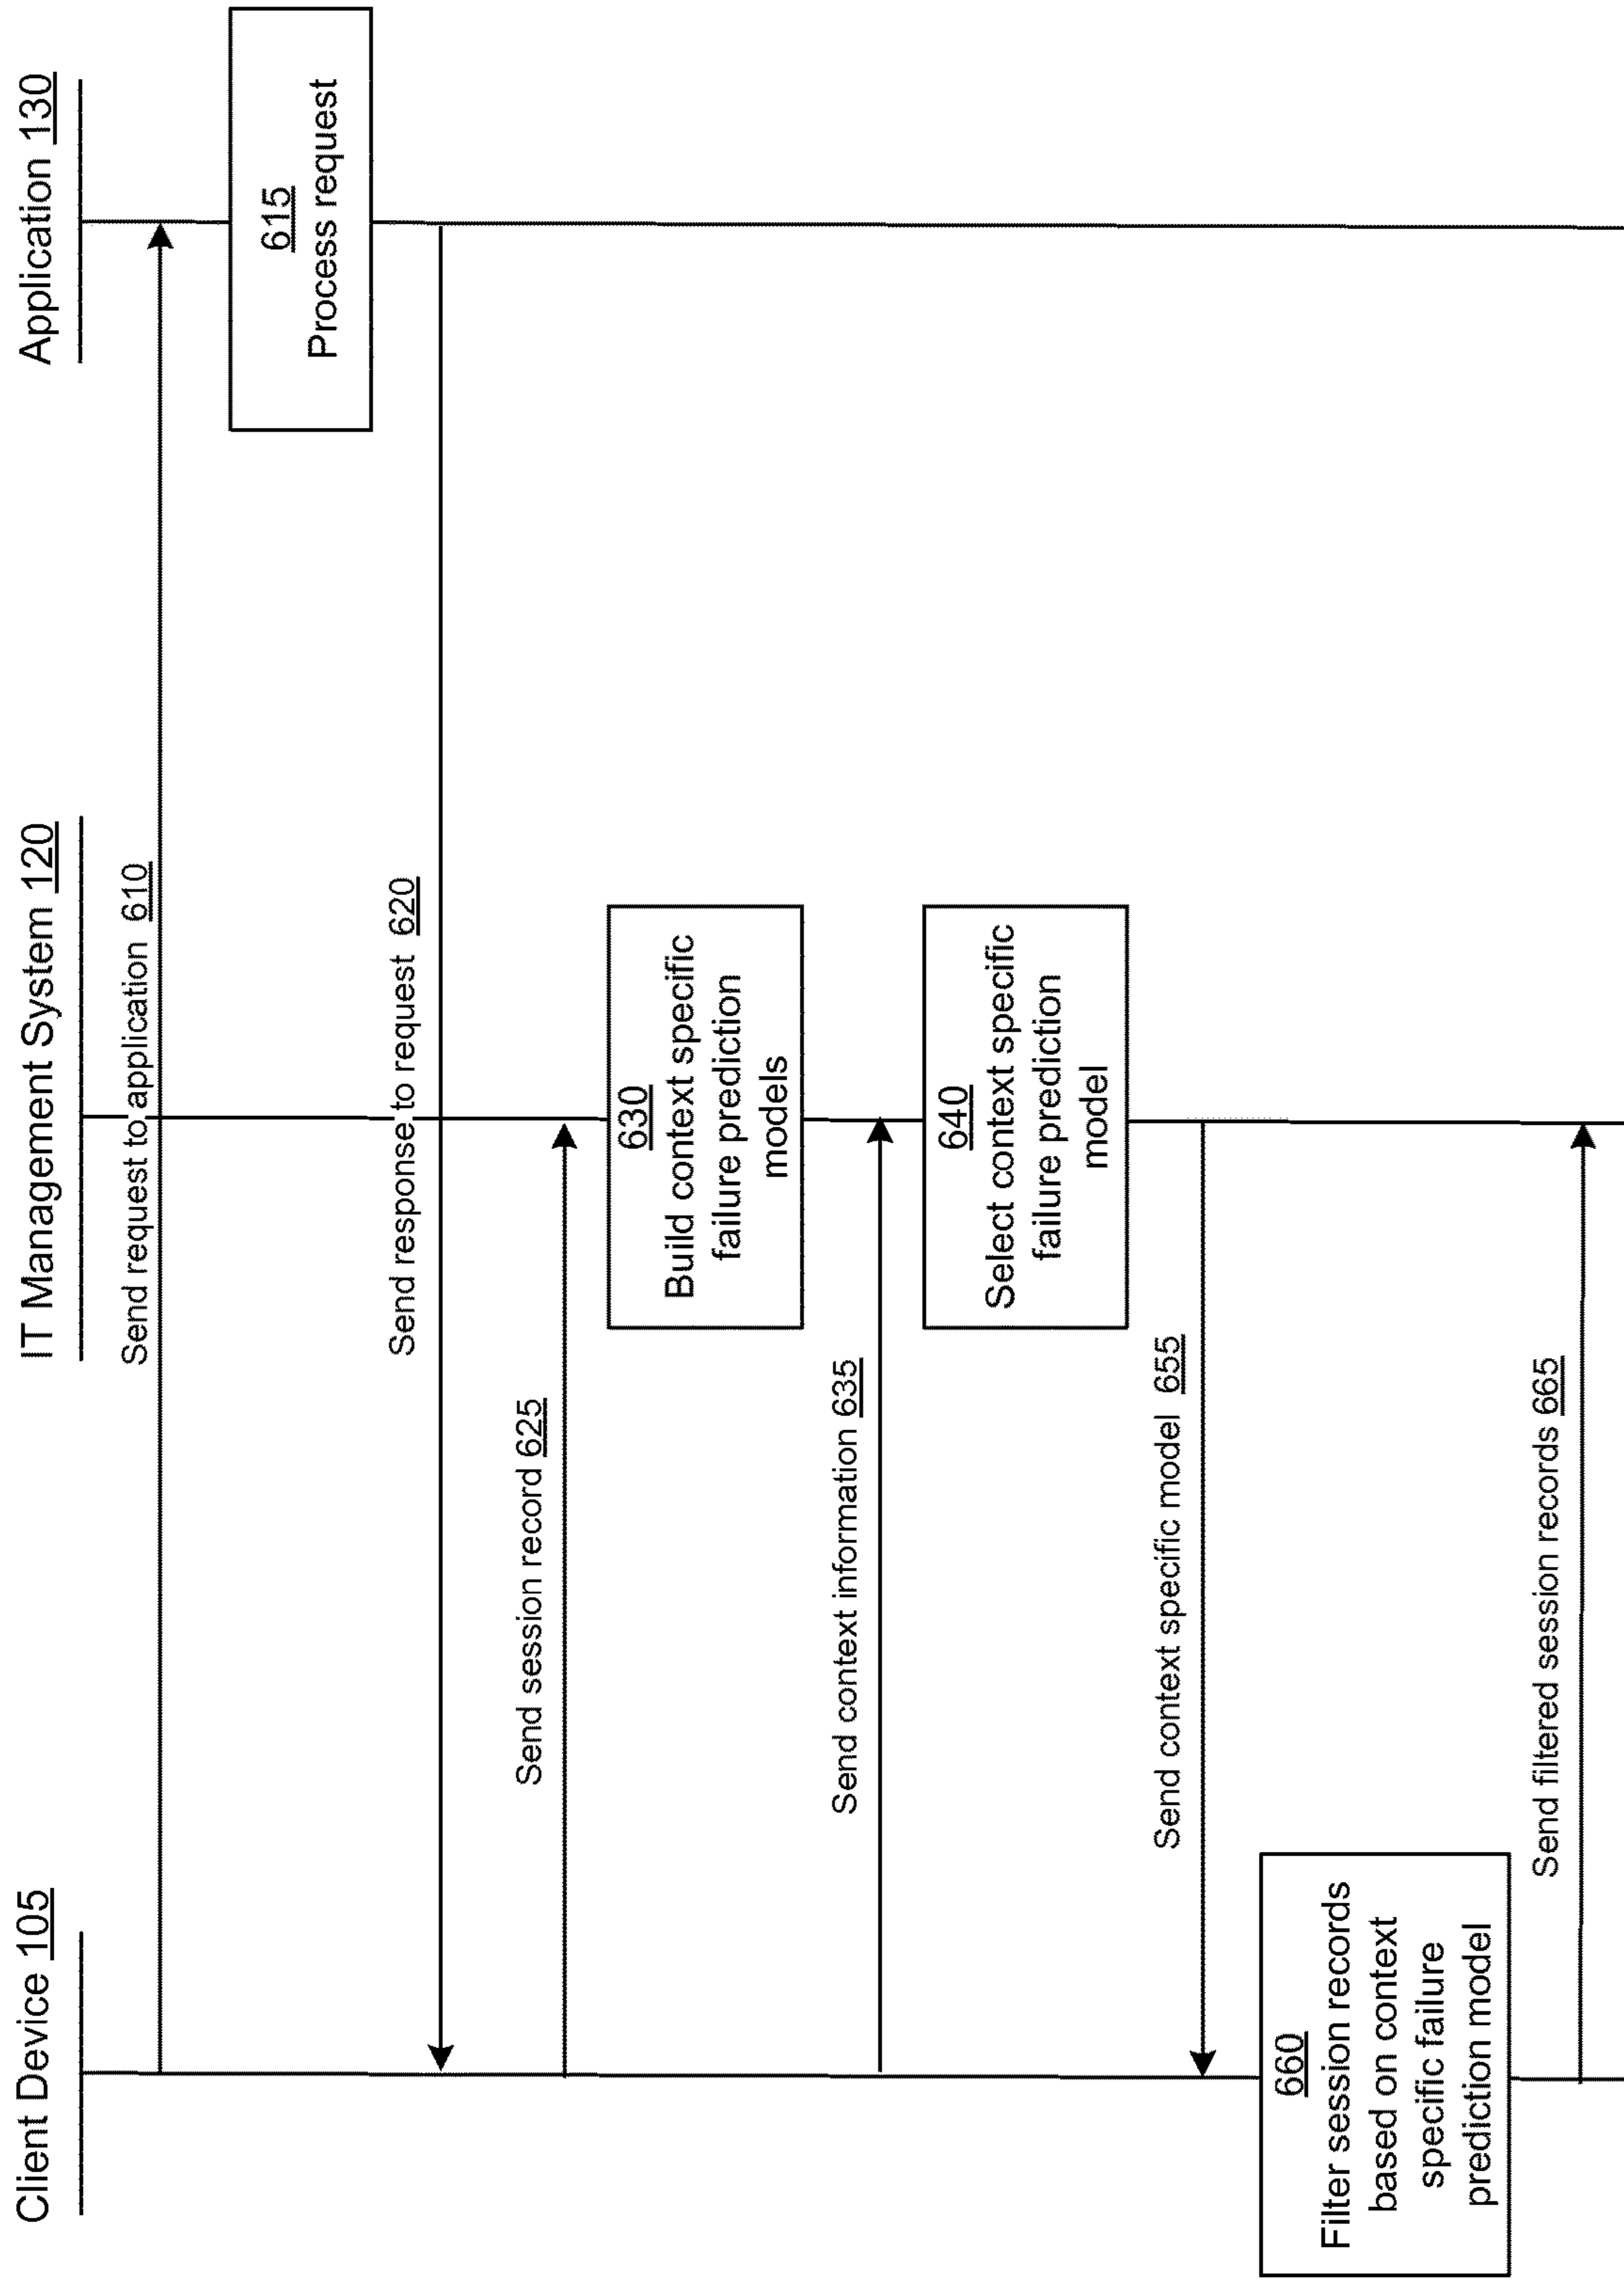 Client Device 105
IT Management System 120
Application 130
Send request to application 610
615
Process request
Send response to request 620
Send session record 625
630
Build context specific
failure prediction
models
Send context information 635
640
Select context specific
failure prediction
model
Send context specific model 655
660
Filter session records
based on context
specific failure
prediction model
Send filtered session records 665